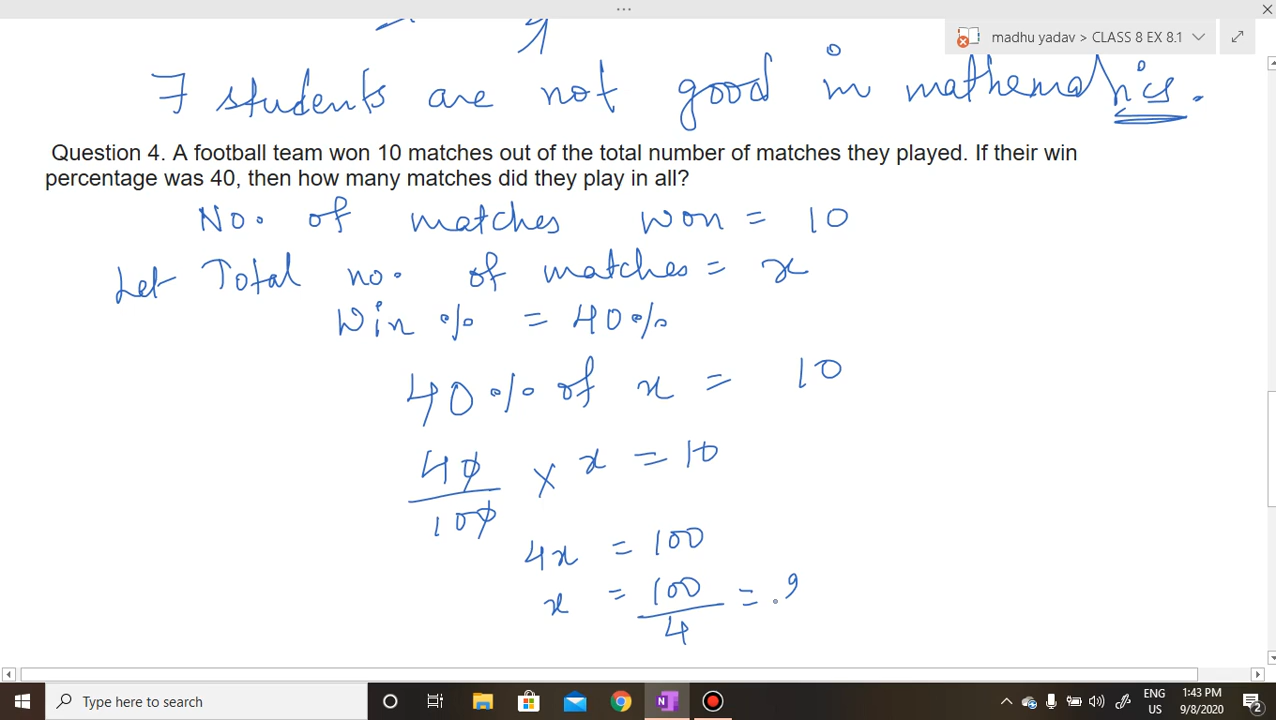 madhu yadav > CLASS 8 EX 8.1
7 students are not good in mathematics.
Question 4. A football team won 10 matches out of the total number of matches they played. If their win
percentage was 40, then how many matches did they play in all?
No. of matches won = 10
Let Total no. of matches = x
Win % = 40%
40% of x = 10
40/100 × x = 10
4x = 100
x = 100/4 =
Type here to search
ENG
US
1:43 PM
9/8/2020
2